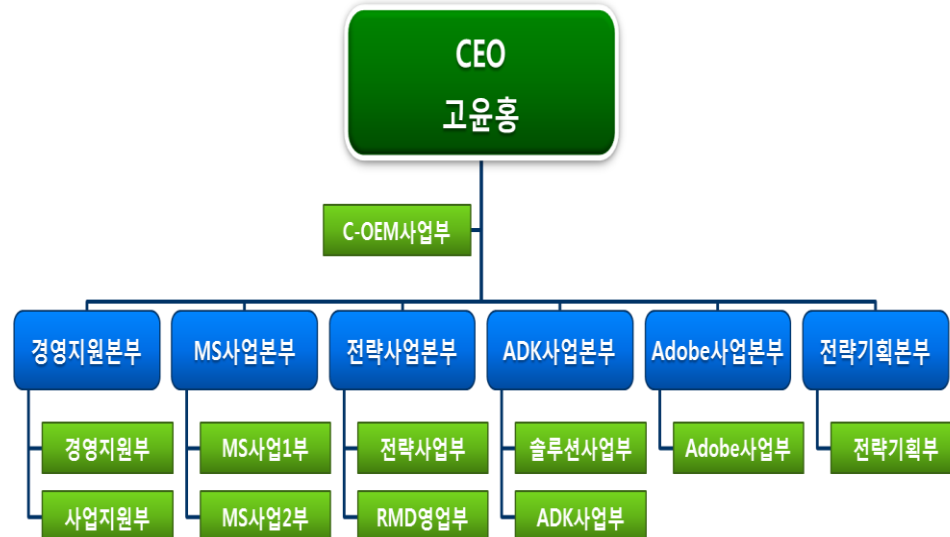 CEO
고윤홍
C-OEM사업부
경영지원본부
MS사업본부
전략사업본부
ADK사업본부
Adobe사업본부
전략기획본부
경영지원부
MS사업1부
전략사업부
솔루션사업부
Adobe사업부
전략기획부
사업지원부
MS사업2부
RMD영업부
ADK사업부